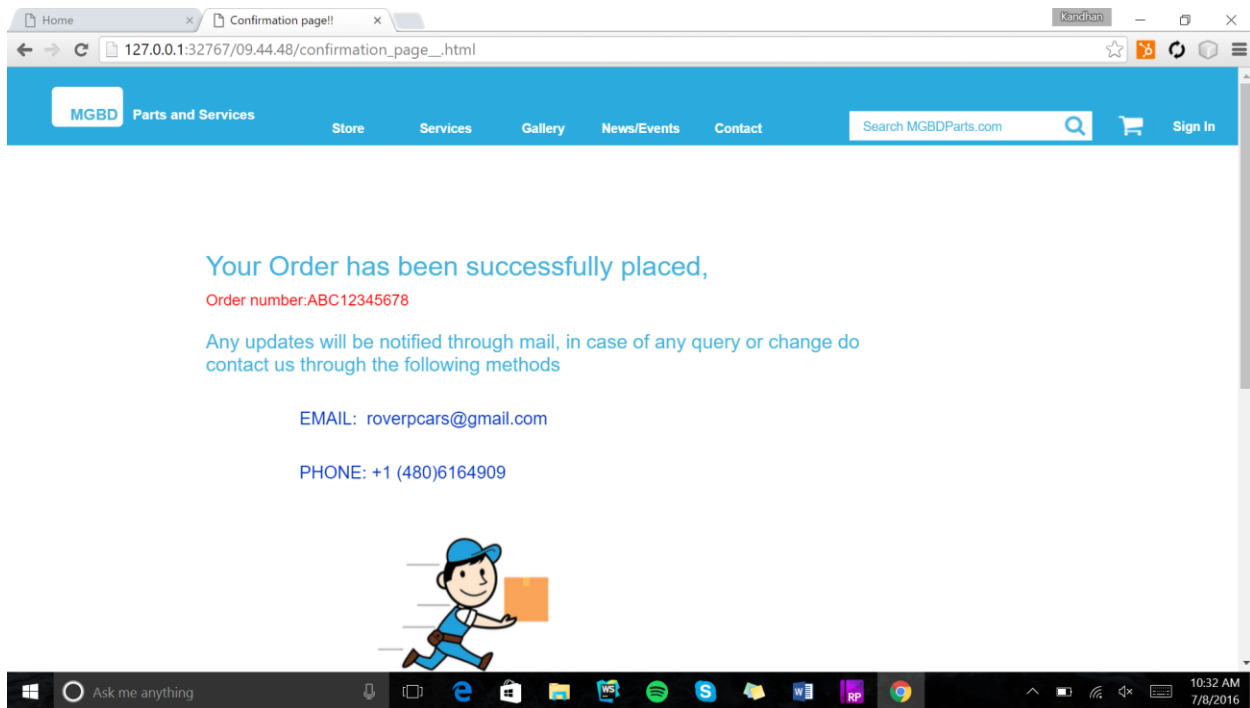 Home
Confirmation page!!
Kandhan
127.0.0.1:32767/09.44.48/confirmation_page__.html
MGBD Parts and Services
Store Services Gallery News/Events Contact
Search MGBDParts.com
Sign In
Your Order has been successfully placed,
Order number:ABC12345678
Any updates will be notified through mail, in case of any query or change do
contact us through the following methods
EMAIL: roverpcars@gmail.com
PHONE: +1 (480)6164909
Ask me anything
WS
S
W
RP
10:32 AM
7/8/2016